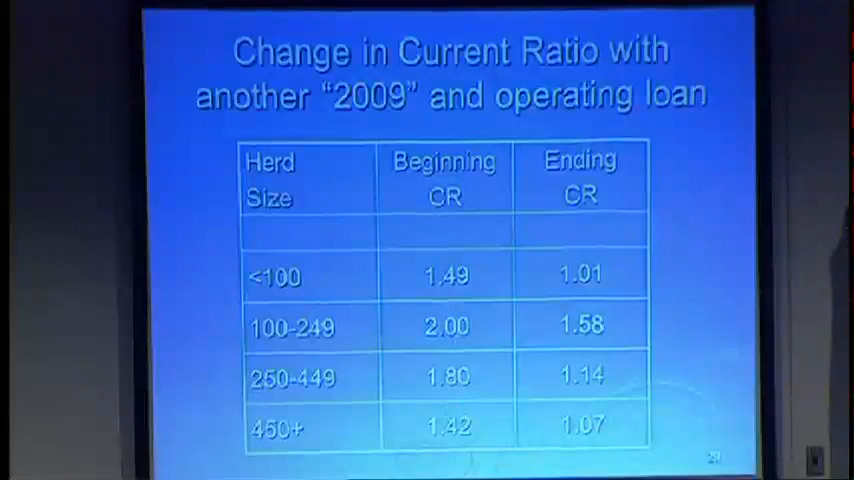 Change in Current Ratio with
another “2009” and operating loan
Herd Size Beginning CR Ending CR
<100 1.49 1.01
100-249 2.00 1.58
250-449 1.80 1.14
450+ 1.42 1.07